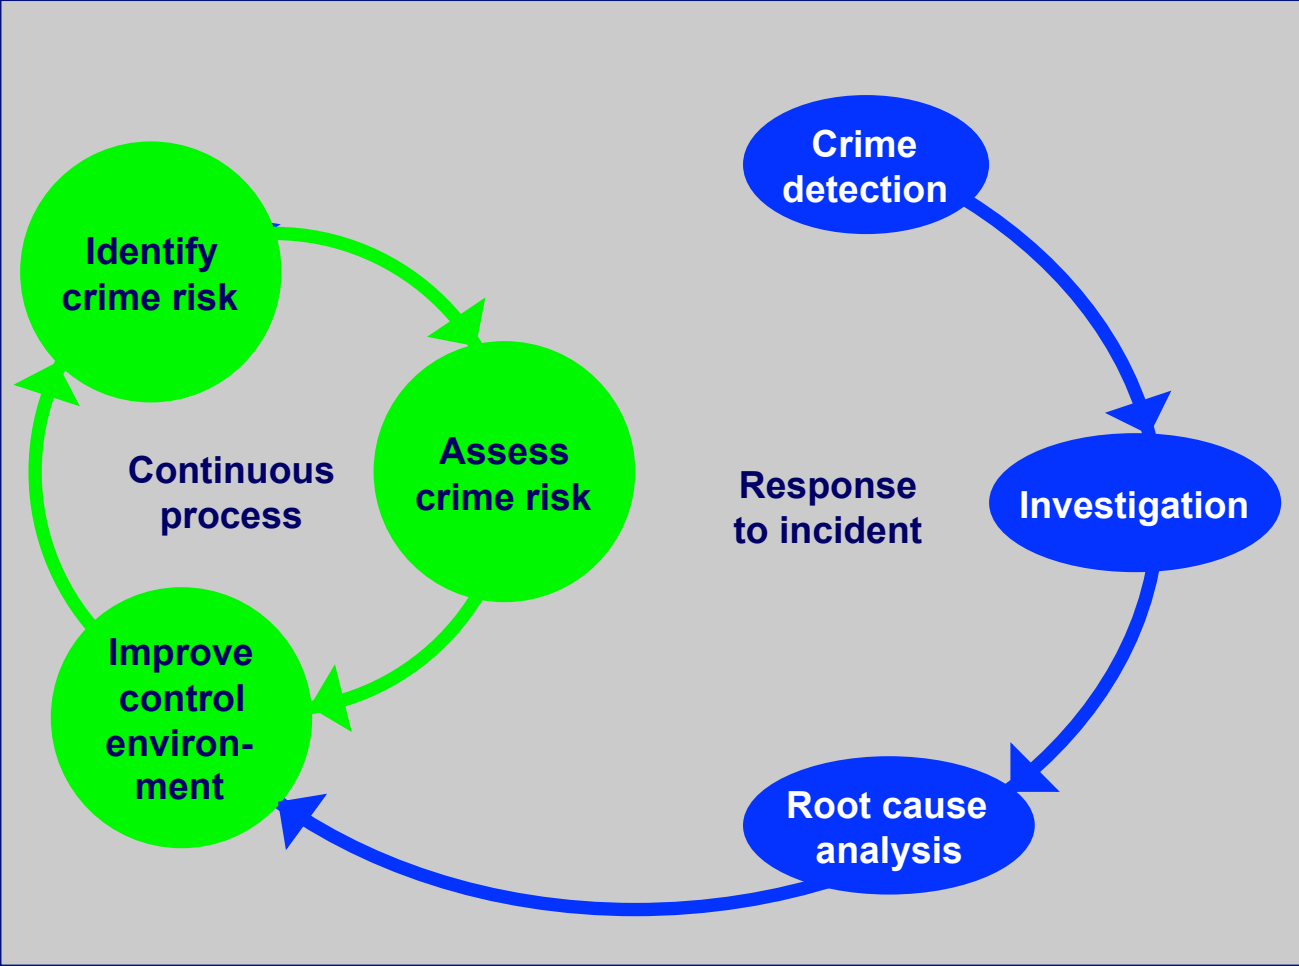 Crime
detection
Identify
crime risk
Assess
crime risk
Continuous
process
Response
to incident
Investigation
Improve
control
environ-
ment
Root cause
analysis